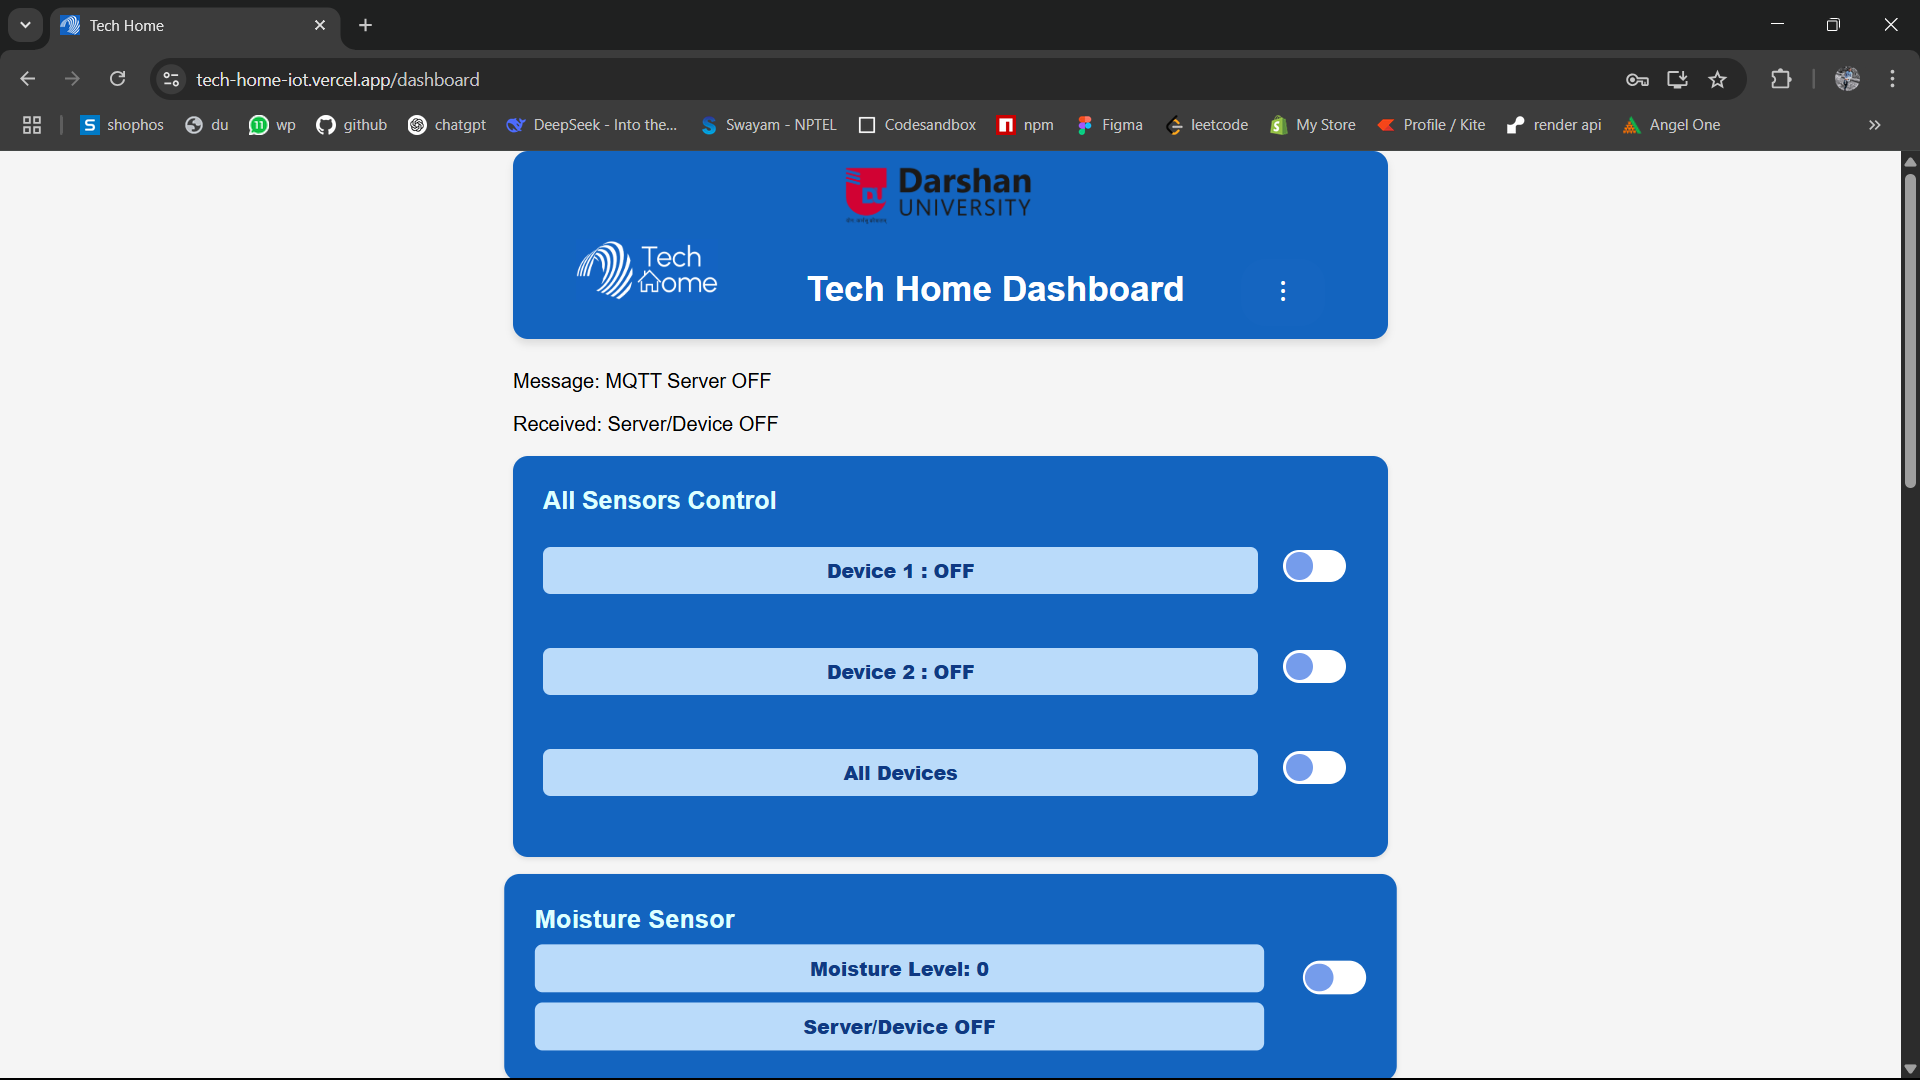 Tech Home
tech-home-iot.vercel.app/dashboard
shophos du wp github chatgpt DeepSeek - Into the... Swayam - NPTEL Codesandbox npm Figma leetcode My Store Profile / Kite render api Angel One
Darshan
UNIVERSITY
Tech
Home
Tech Home Dashboard
Message: MQTT Server OFF
Received: Server/Device OFF
All Sensors Control
Device 1 : OFF
Device 2 : OFF
All Devices
Moisture Sensor
Moisture Level: 0
Server/Device OFF